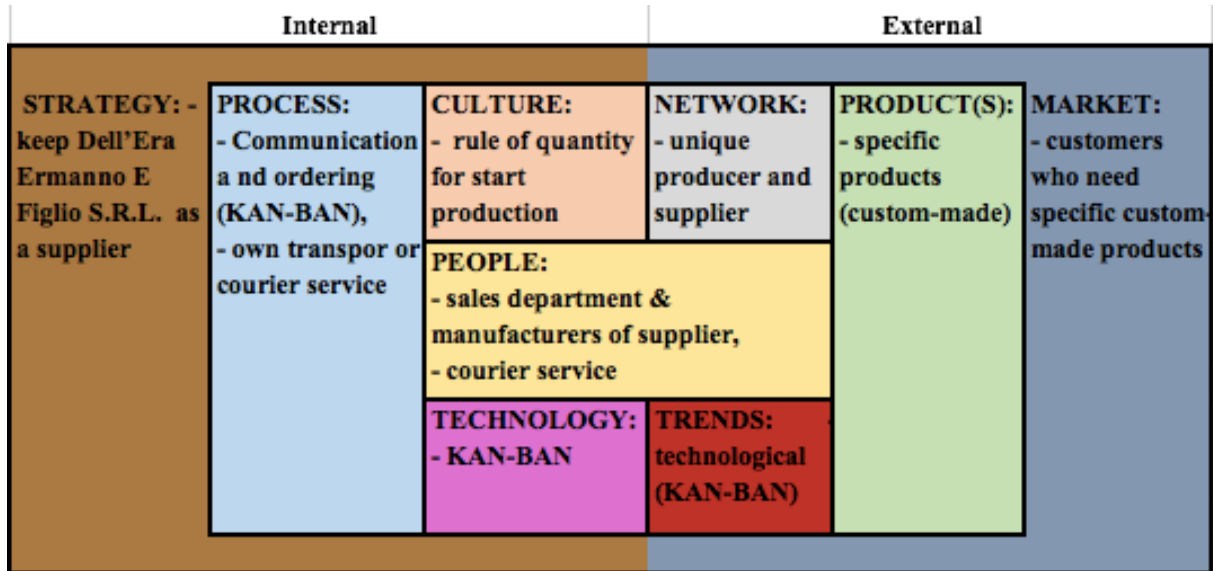 Internal
External
STRATEGY: -
keep Dell’Era
Ermanno E
Figlio S.R.L. as
a supplier
PROCESS:
- Communication
a nd ordering
(KAN-BAN),
- own transpor or
courier service
CULTURE:
- rule of quantity
for start
production
NETWORK:
- unique
producer and
supplier
PRODUCT(S):
- specific
products
(custom-made)
MARKET:
- customers
who need
specific custom-
made products
PEOPLE:
- sales department &
manufacturers of supplier,
- courier service
TECHNOLOGY:
- KAN-BAN
TRENDS: -
technological
(KAN-BAN)